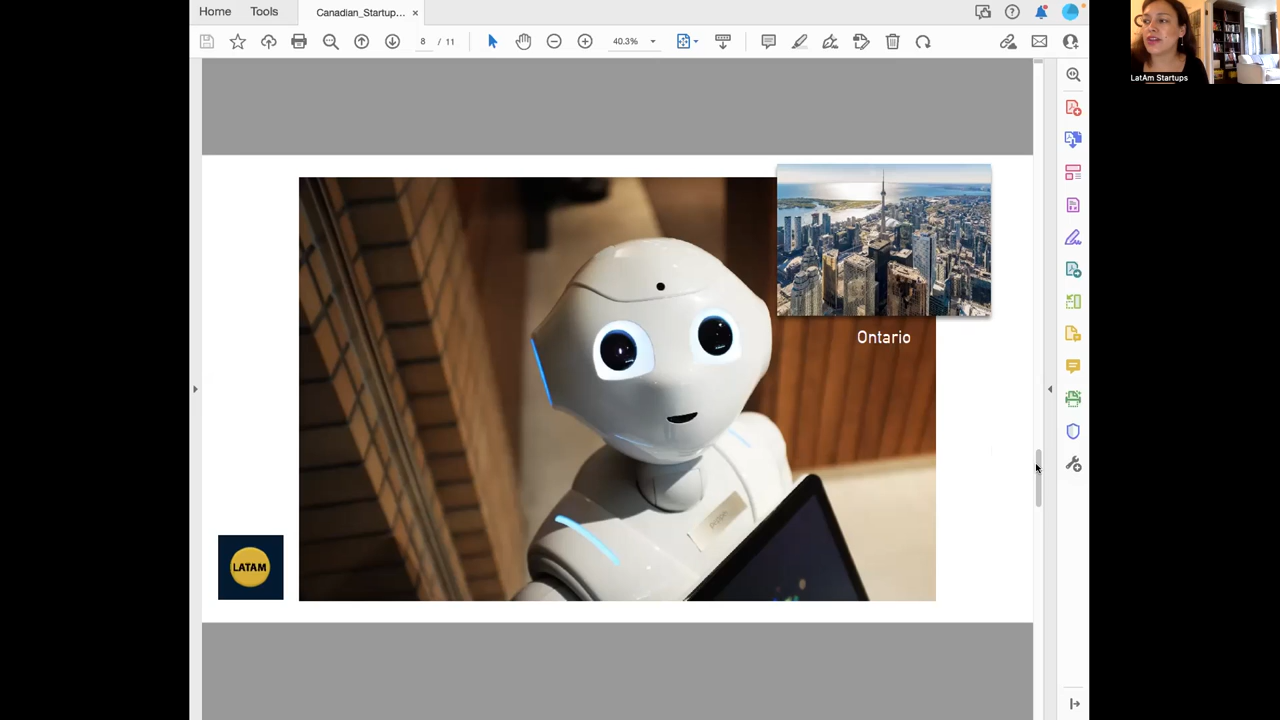 Home Tools Canadian_Startup... ×
8 / 11 40.3%
LatAm Startups
Ontario
LATAM